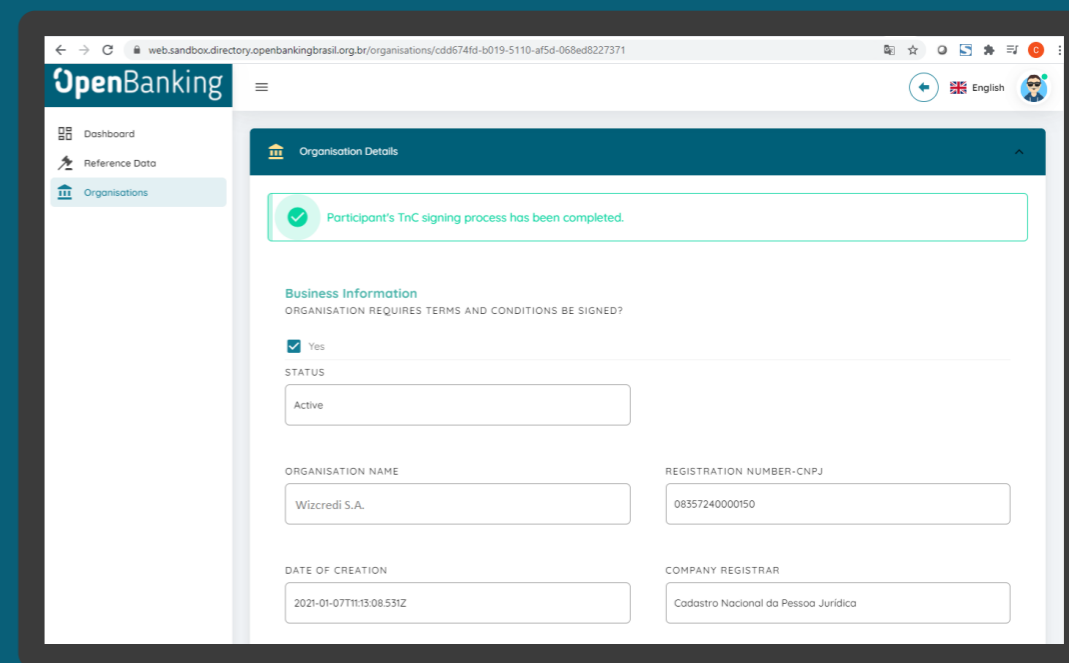 web.sandbox.directory.openbankingbrasil.org.br/organisations/cdd674fd-b019-5110-af5d-068ed8227371
C
OpenBanking
English
Dashboard
Reference Data
Organisations
Organisation Details
Participant's TnC signing process has been completed.
Business Information
ORGANISATION REQUIRES TERMS AND CONDITIONS BE SIGNED?
Yes
STATUS
Active
ORGANISATION NAME
REGISTRATION NUMBER-CNPJ
Wizcredi S.A.
08357240000150
DATE OF CREATION
COMPANY REGISTRAR
2021-01-07T11:13:08.531Z
Cadastro Nacional da Pessoa Jurídica